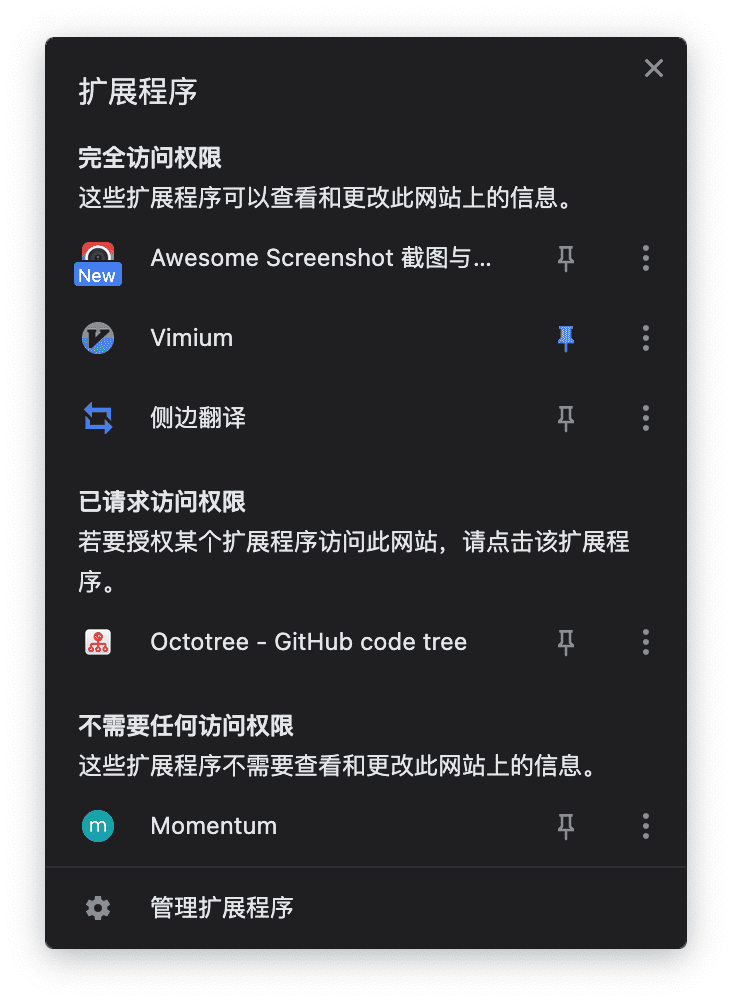 扩展程序
完全访问权限
这些扩展程序可以查看和更改此网站上的信息。
Awesome Screenshot 截图与...
New
Vimium
侧边翻译
已请求访问权限
若要授权某个扩展程序访问此网站，请点击该扩展程
序。
Octotree - GitHub code tree
不需要任何访问权限
这些扩展程序不需要查看和更改此网站上的信息。
m
Momentum
管理扩展程序